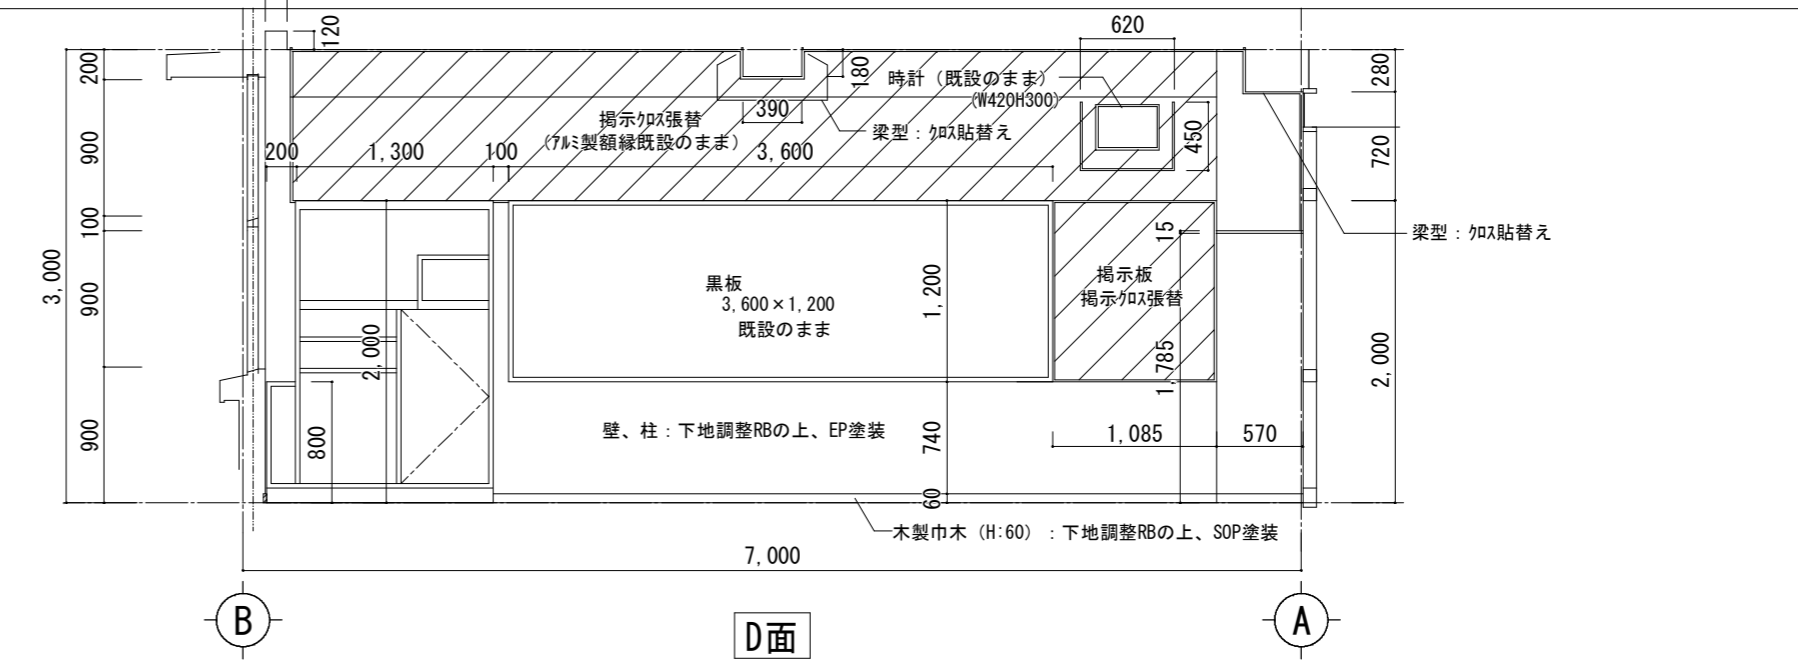 120
620
200
180
280
時計（既設のまま）
(W420H300)
390
掲示ｸﾛｽ張替
(ｱﾙﾐ製額縁既設のまま)
梁型：ｸﾛｽ貼替え
450
900
200
1,300
100
3,600
720
100
15
梁型：ｸﾛｽ貼替え
3,000
900
黒板
3,600×1,200
既設のまま
1,200
掲示板
掲示ｸﾛｽ張替
2,000
1,785
2,000
900
800
壁、柱：下地調整RBの上、EP塗装
740
1,085
570
60
木製巾木（H:60）：下地調整RBの上、SOP塗装
7,000
B
D面
A